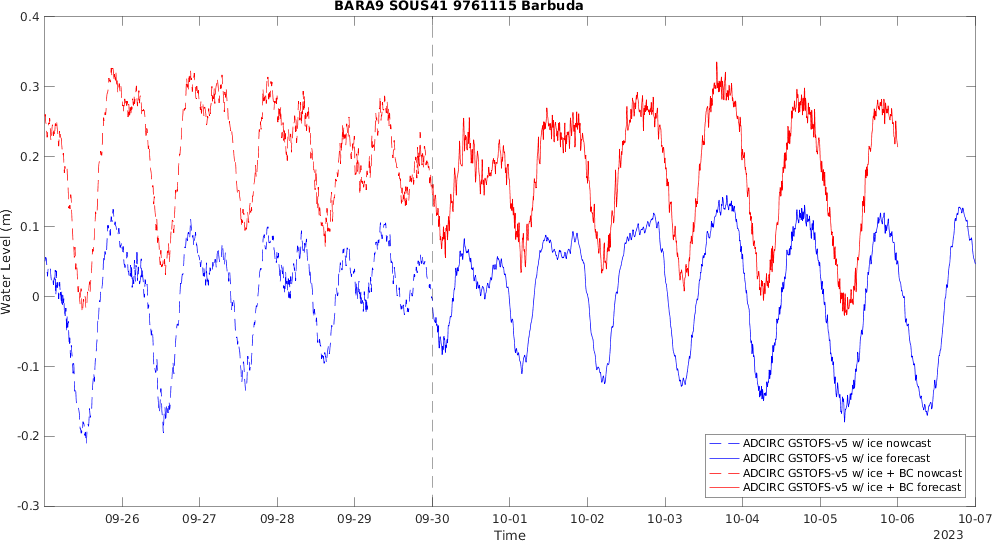 BARA9 SOUS41 9761115 Barbuda
0.4
0.3
0.2
0.1
0
-0.1
-0.2
-0.3
Water Level (m)
09-26 09-27 09-28 09-29 09-30 10-01 10-02 10-03 10-04 10-05 10-06 10-07
Time
2023
ADCIRC GSTOFS-v5 w/ ice nowcast
ADCIRC GSTOFS-v5 w/ ice forecast
ADCIRC GSTOFS-v5 w/ ice + BC nowcast
ADCIRC GSTOFS-v5 w/ ice + BC forecast